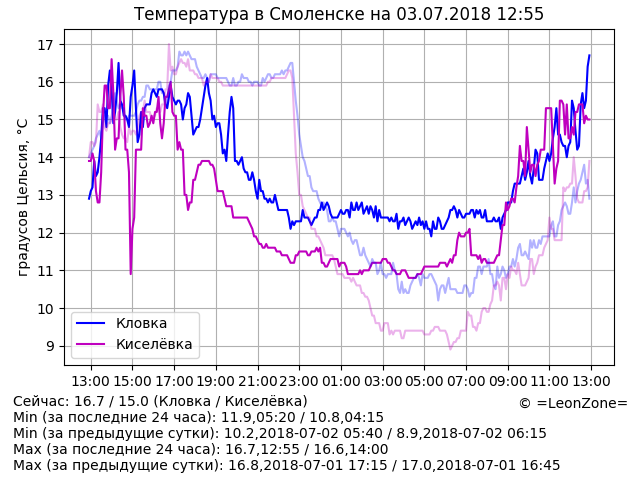 Температура в Смоленске на 03.07.2018 12:55
градусов Цельсия, °C
17
16
15
14
13
12
11
10
9
Кловка
Киселёвка
13:00 15:00 17:00 19:00 21:00 23:00 01:00 03:00 05:00 07:00 09:00 11:00 13:00
Сейчас: 16.7 / 15.0 (Кловка / Киселёвка)
© =LeonZone=
Min (за последние 24 часа): 11.9,05:20 / 10.8,04:15
Min (за предыдущие сутки): 10.2,2018-07-02 05:40 / 8.9,2018-07-02 06:15
Max (за последние 24 часа): 16.7,12:55 / 16.6,14:00
Max (за предыдущие сутки): 16.8,2018-07-01 17:15 / 17.0,2018-07-01 16:45